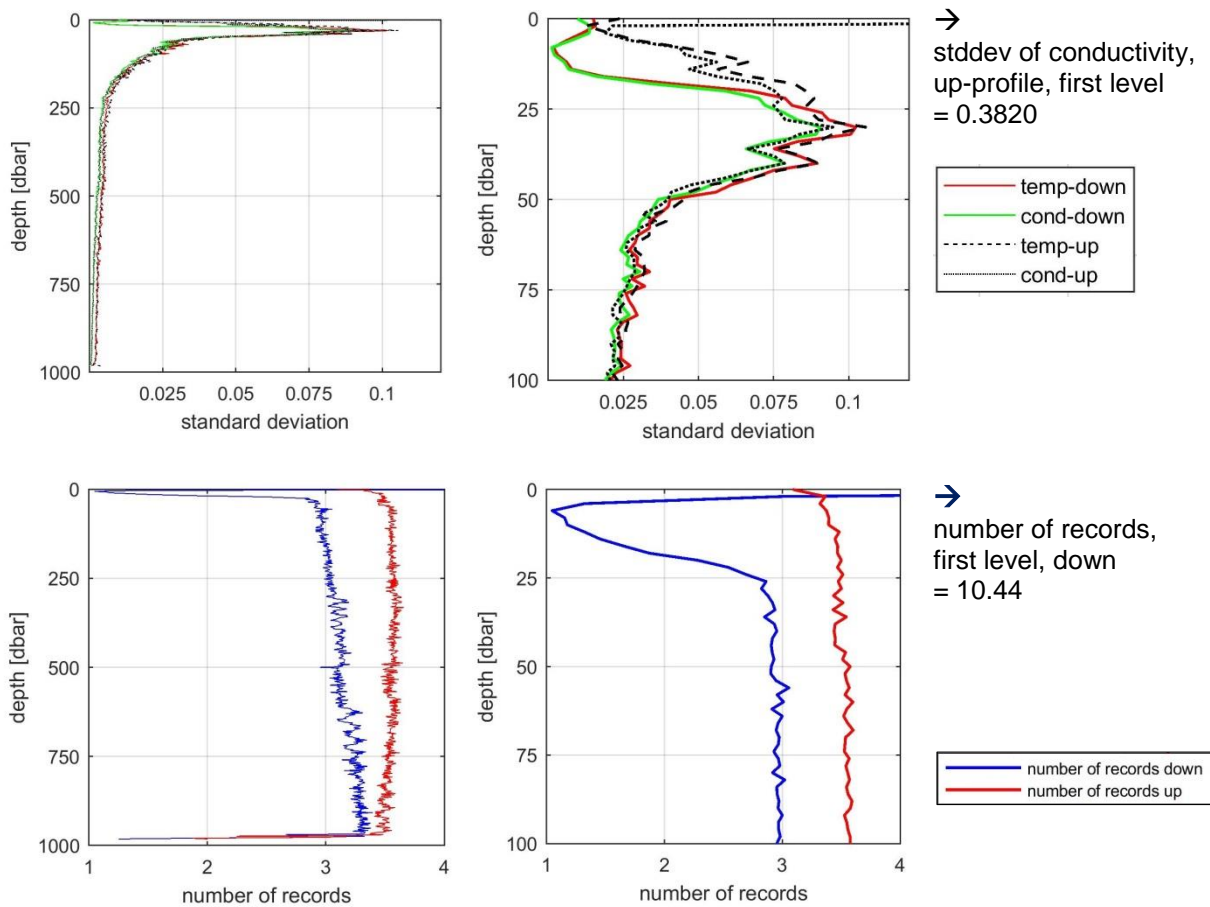 0
250
500
750
1000
depth [dbar]
0.025
0.05
0.075
0.1
standard deviation
0
25
50
75
100
depth [dbar]
0.025
0.05
0.075
0.1
standard deviation
→
stddev of conductivity,
up-profile, first level
= 0.3820
temp-down
cond-down
temp-up
cond-up
0
250
500
750
1000
depth [dbar]
1
2
3
4
number of records
0
25
50
75
100
depth [dbar]
1
2
3
4
number of records
→
number of records,
first level, down
= 10.44
number of records down
number of records up